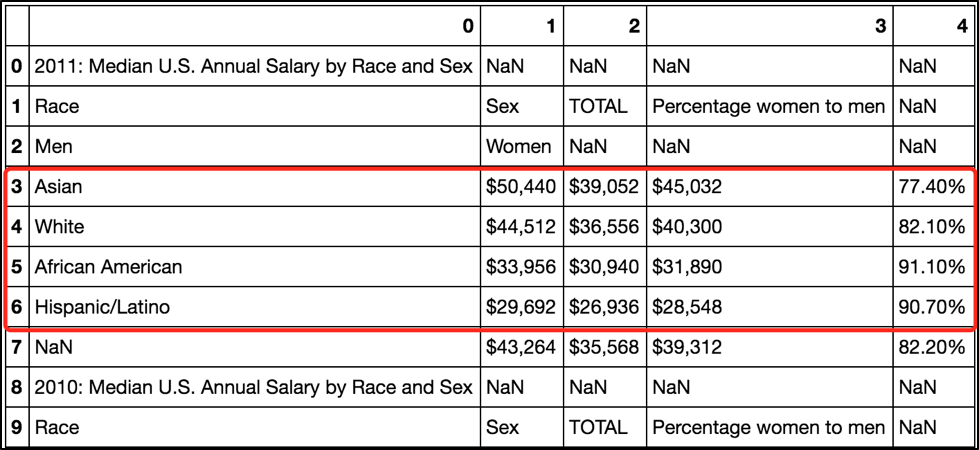 0 1 2 3 4
0 2011: Median U.S. Annual Salary by Race and Sex NaN NaN NaN NaN
1 Race Sex TOTAL Percentage women to men NaN
2 Men Women NaN NaN NaN
3 Asian $50,440 $39,052 $45,032 77.40%
4 White $44,512 $36,556 $40,300 82.10%
5 African American $33,956 $30,940 $31,890 91.10%
6 Hispanic/Latino $29,692 $26,936 $28,548 90.70%
7 NaN $43,264 $35,568 $39,312 82.20%
8 2010: Median U.S. Annual Salary by Race and Sex NaN NaN NaN NaN
9 Race Sex TOTAL Percentage women to men NaN